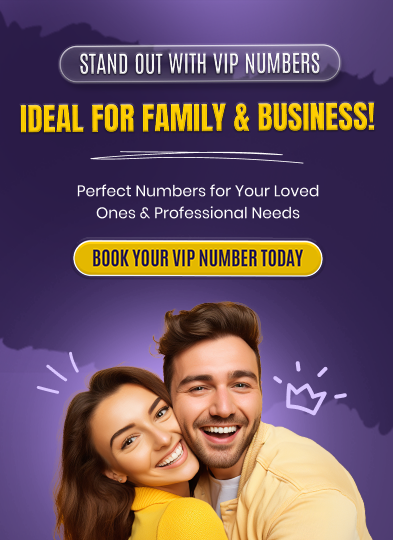 STAND OUT WITH VIP NUMBERS
IDEAL FOR FAMILY & BUSINESS!
Perfect Numbers for Your Loved
Ones & Professional Needs
BOOK YOUR VIP NUMBER TODAY